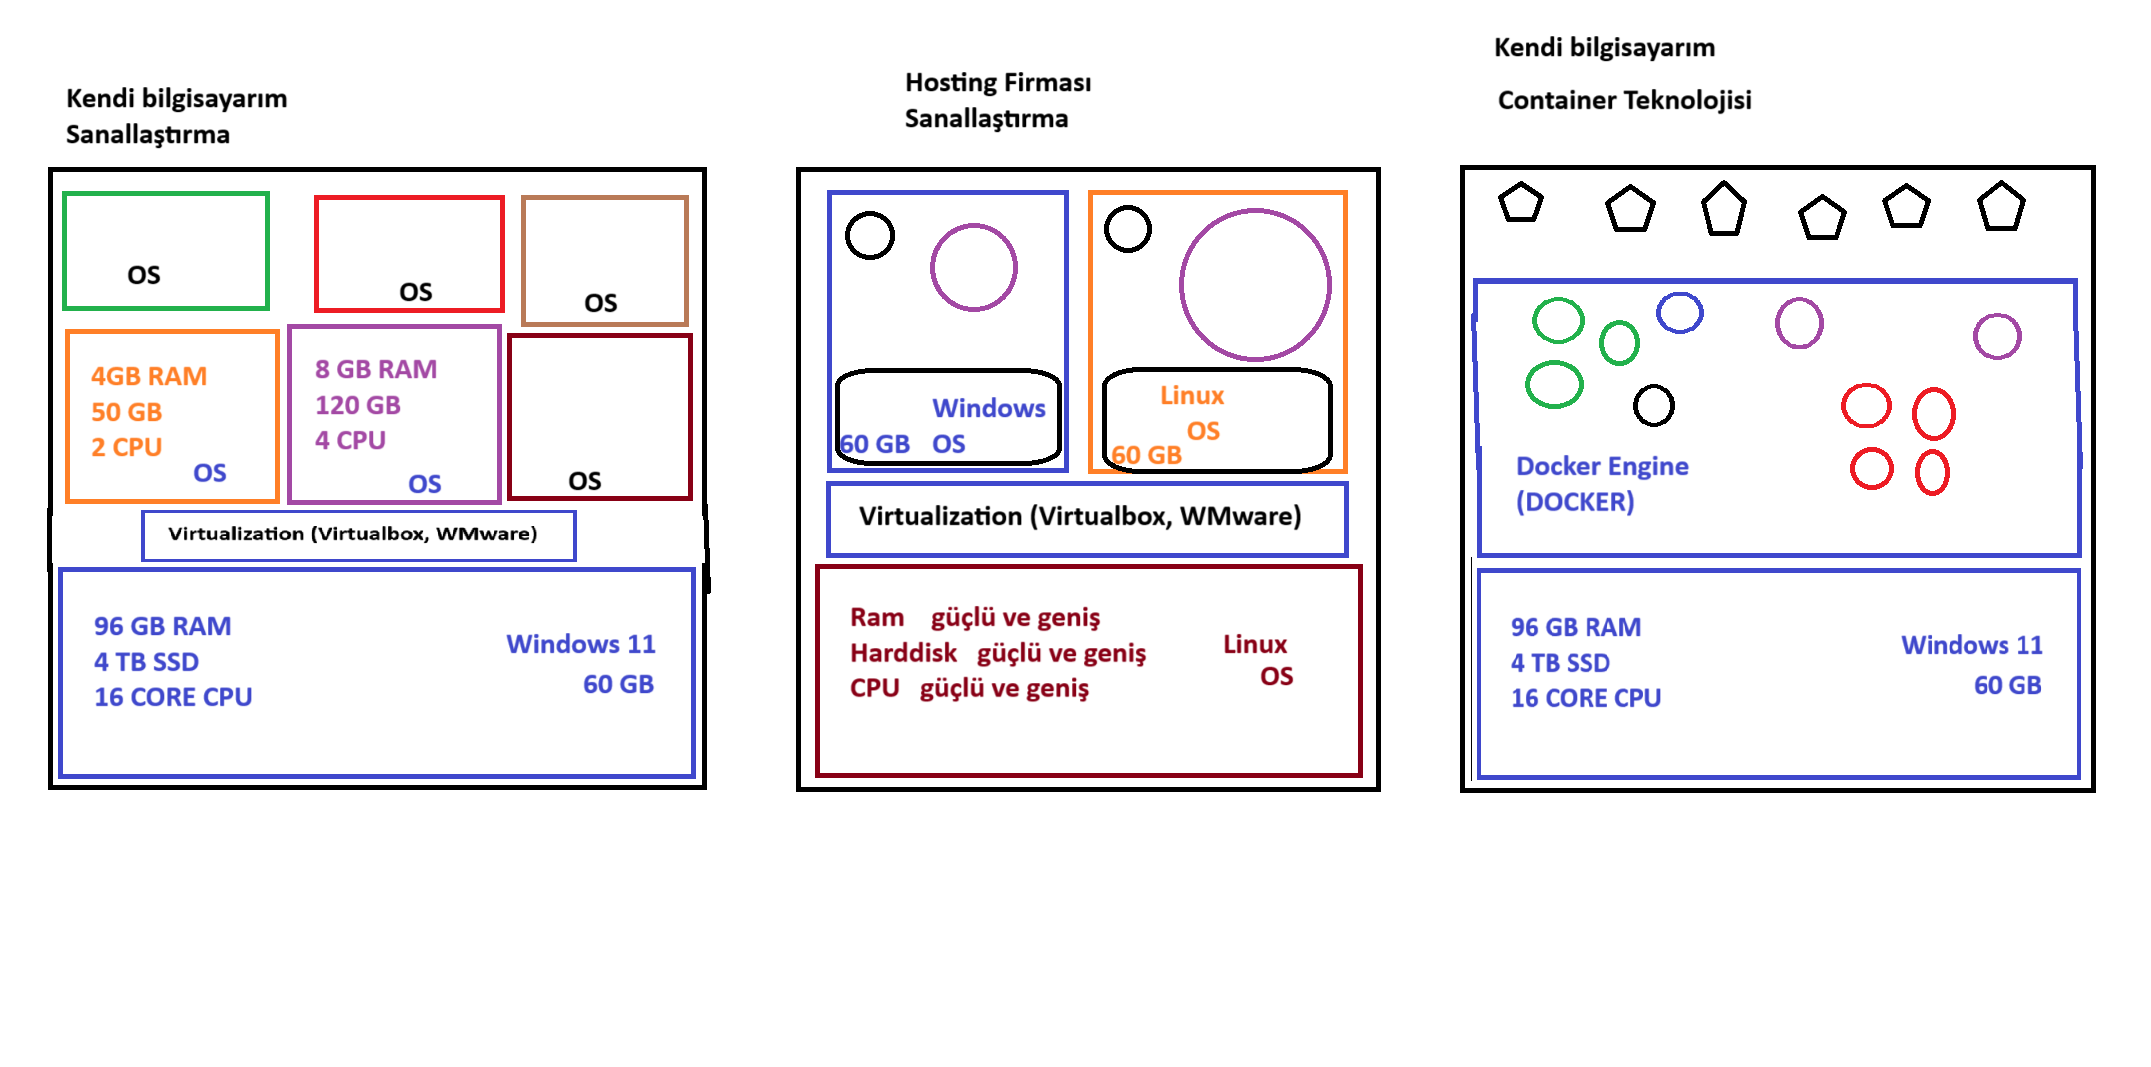 Kendi bilgisayarım
Sanallaştırma
OS
OS
OS
4GB RAM
50 GB
2 CPU
OS
8 GB RAM
120 GB
4 CPU
OS
OS
Virtualization (Virtualbox, WMware)
96 GB RAM
4 TB SSD
16 CORE CPU
Windows 11
60 GB
Hosting Firması
Sanallaştırma
Windows
60 GB OS
Linux
OS
60 GB
Virtualization (Virtualbox, WMware)
Ram güçlü ve geniş
Harddisk güçlü ve geniş
CPU güçlü ve geniş
Linux
OS
Kendi bilgisayarım
Container Teknolojisi
Docker Engine
(DOCKER)
96 GB RAM
4 TB SSD
16 CORE CPU
Windows 11
60 GB